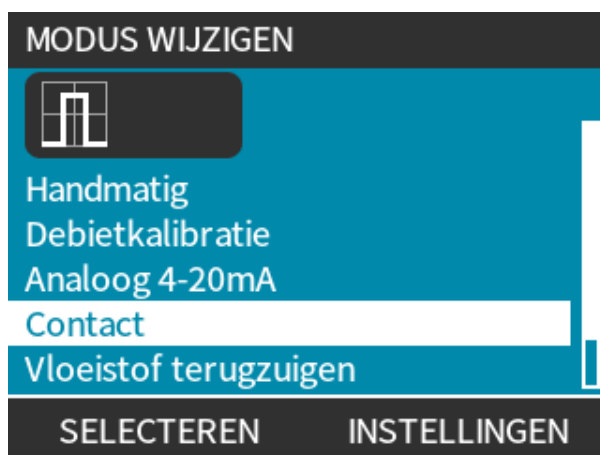 MODUS WIJZIGEN
Handmatig
Debietkalibratie
Analoog 4-20mA
Contact
Vloeistof terugzuigen
SELECTEREN INSTELLINGEN